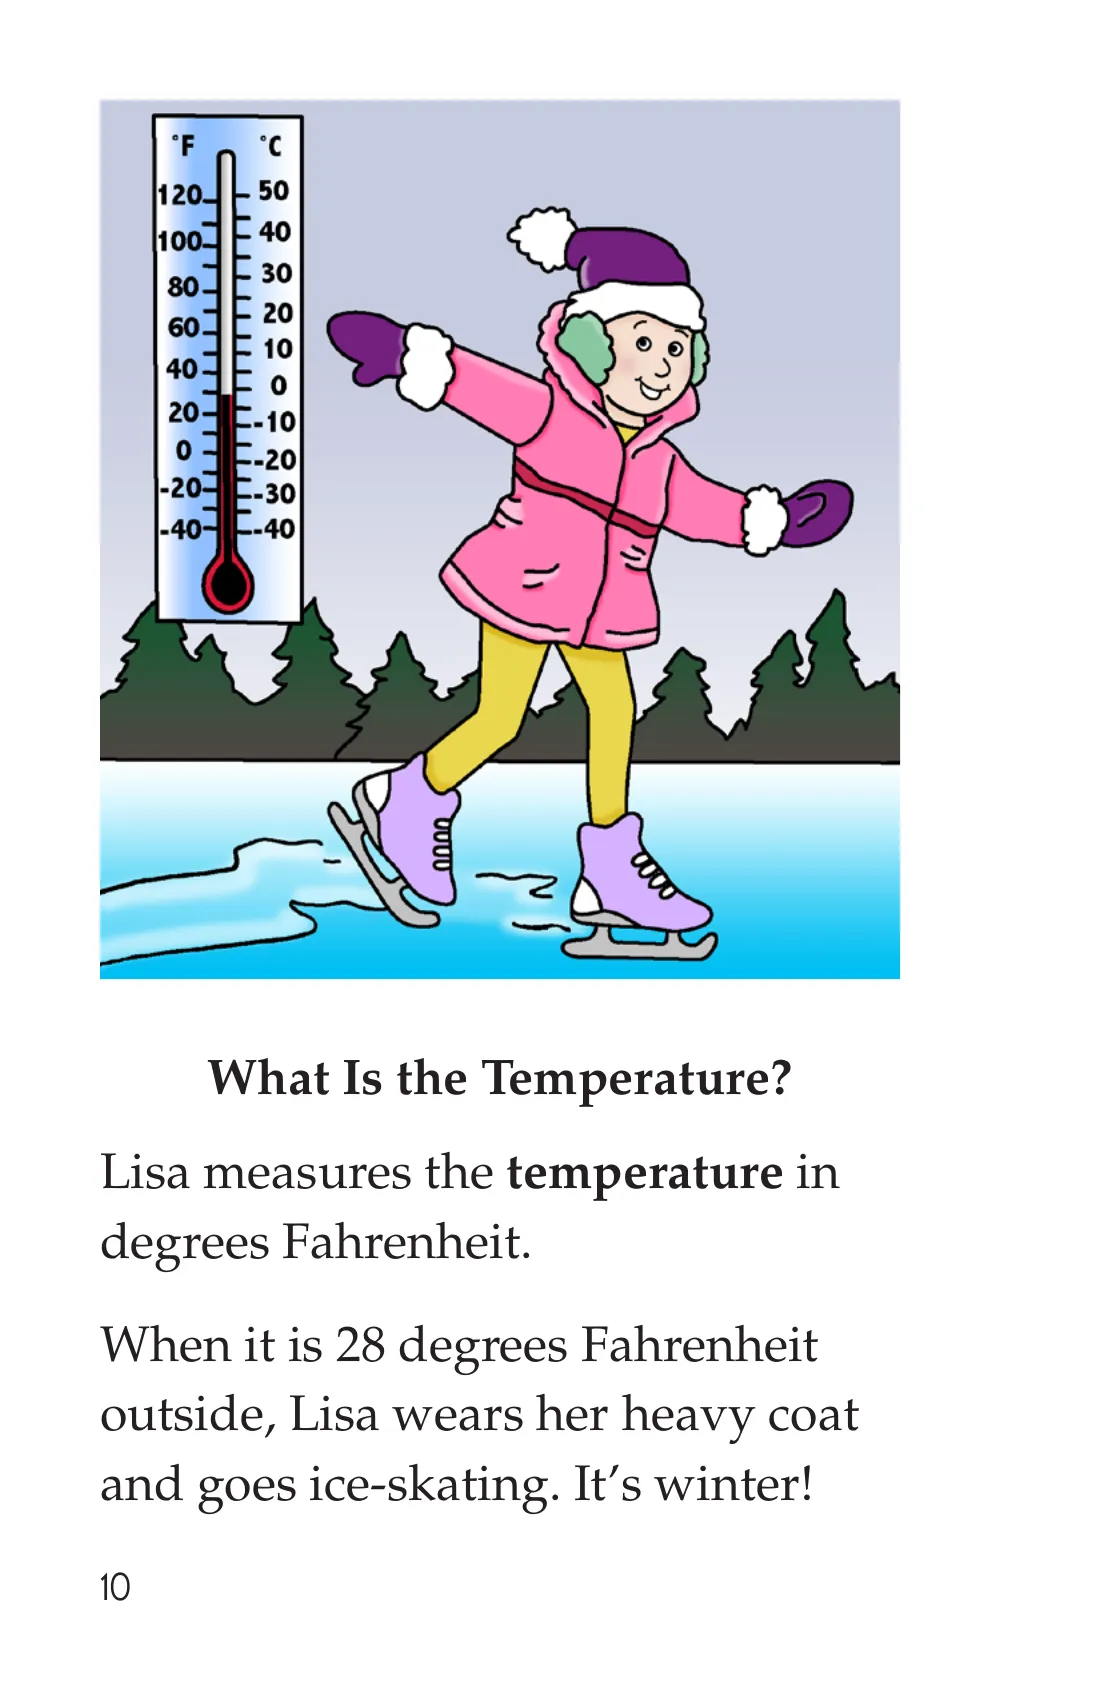 °F °C
120 50
100 40
80 30
60 20
40 10
20 0
0 -10
-20 -20
-40 -30
-40
What Is the Temperature?
Lisa measures the temperature in
degrees Fahrenheit.
When it is 28 degrees Fahrenheit
outside, Lisa wears her heavy coat
and goes ice-skating. It’s winter!
10